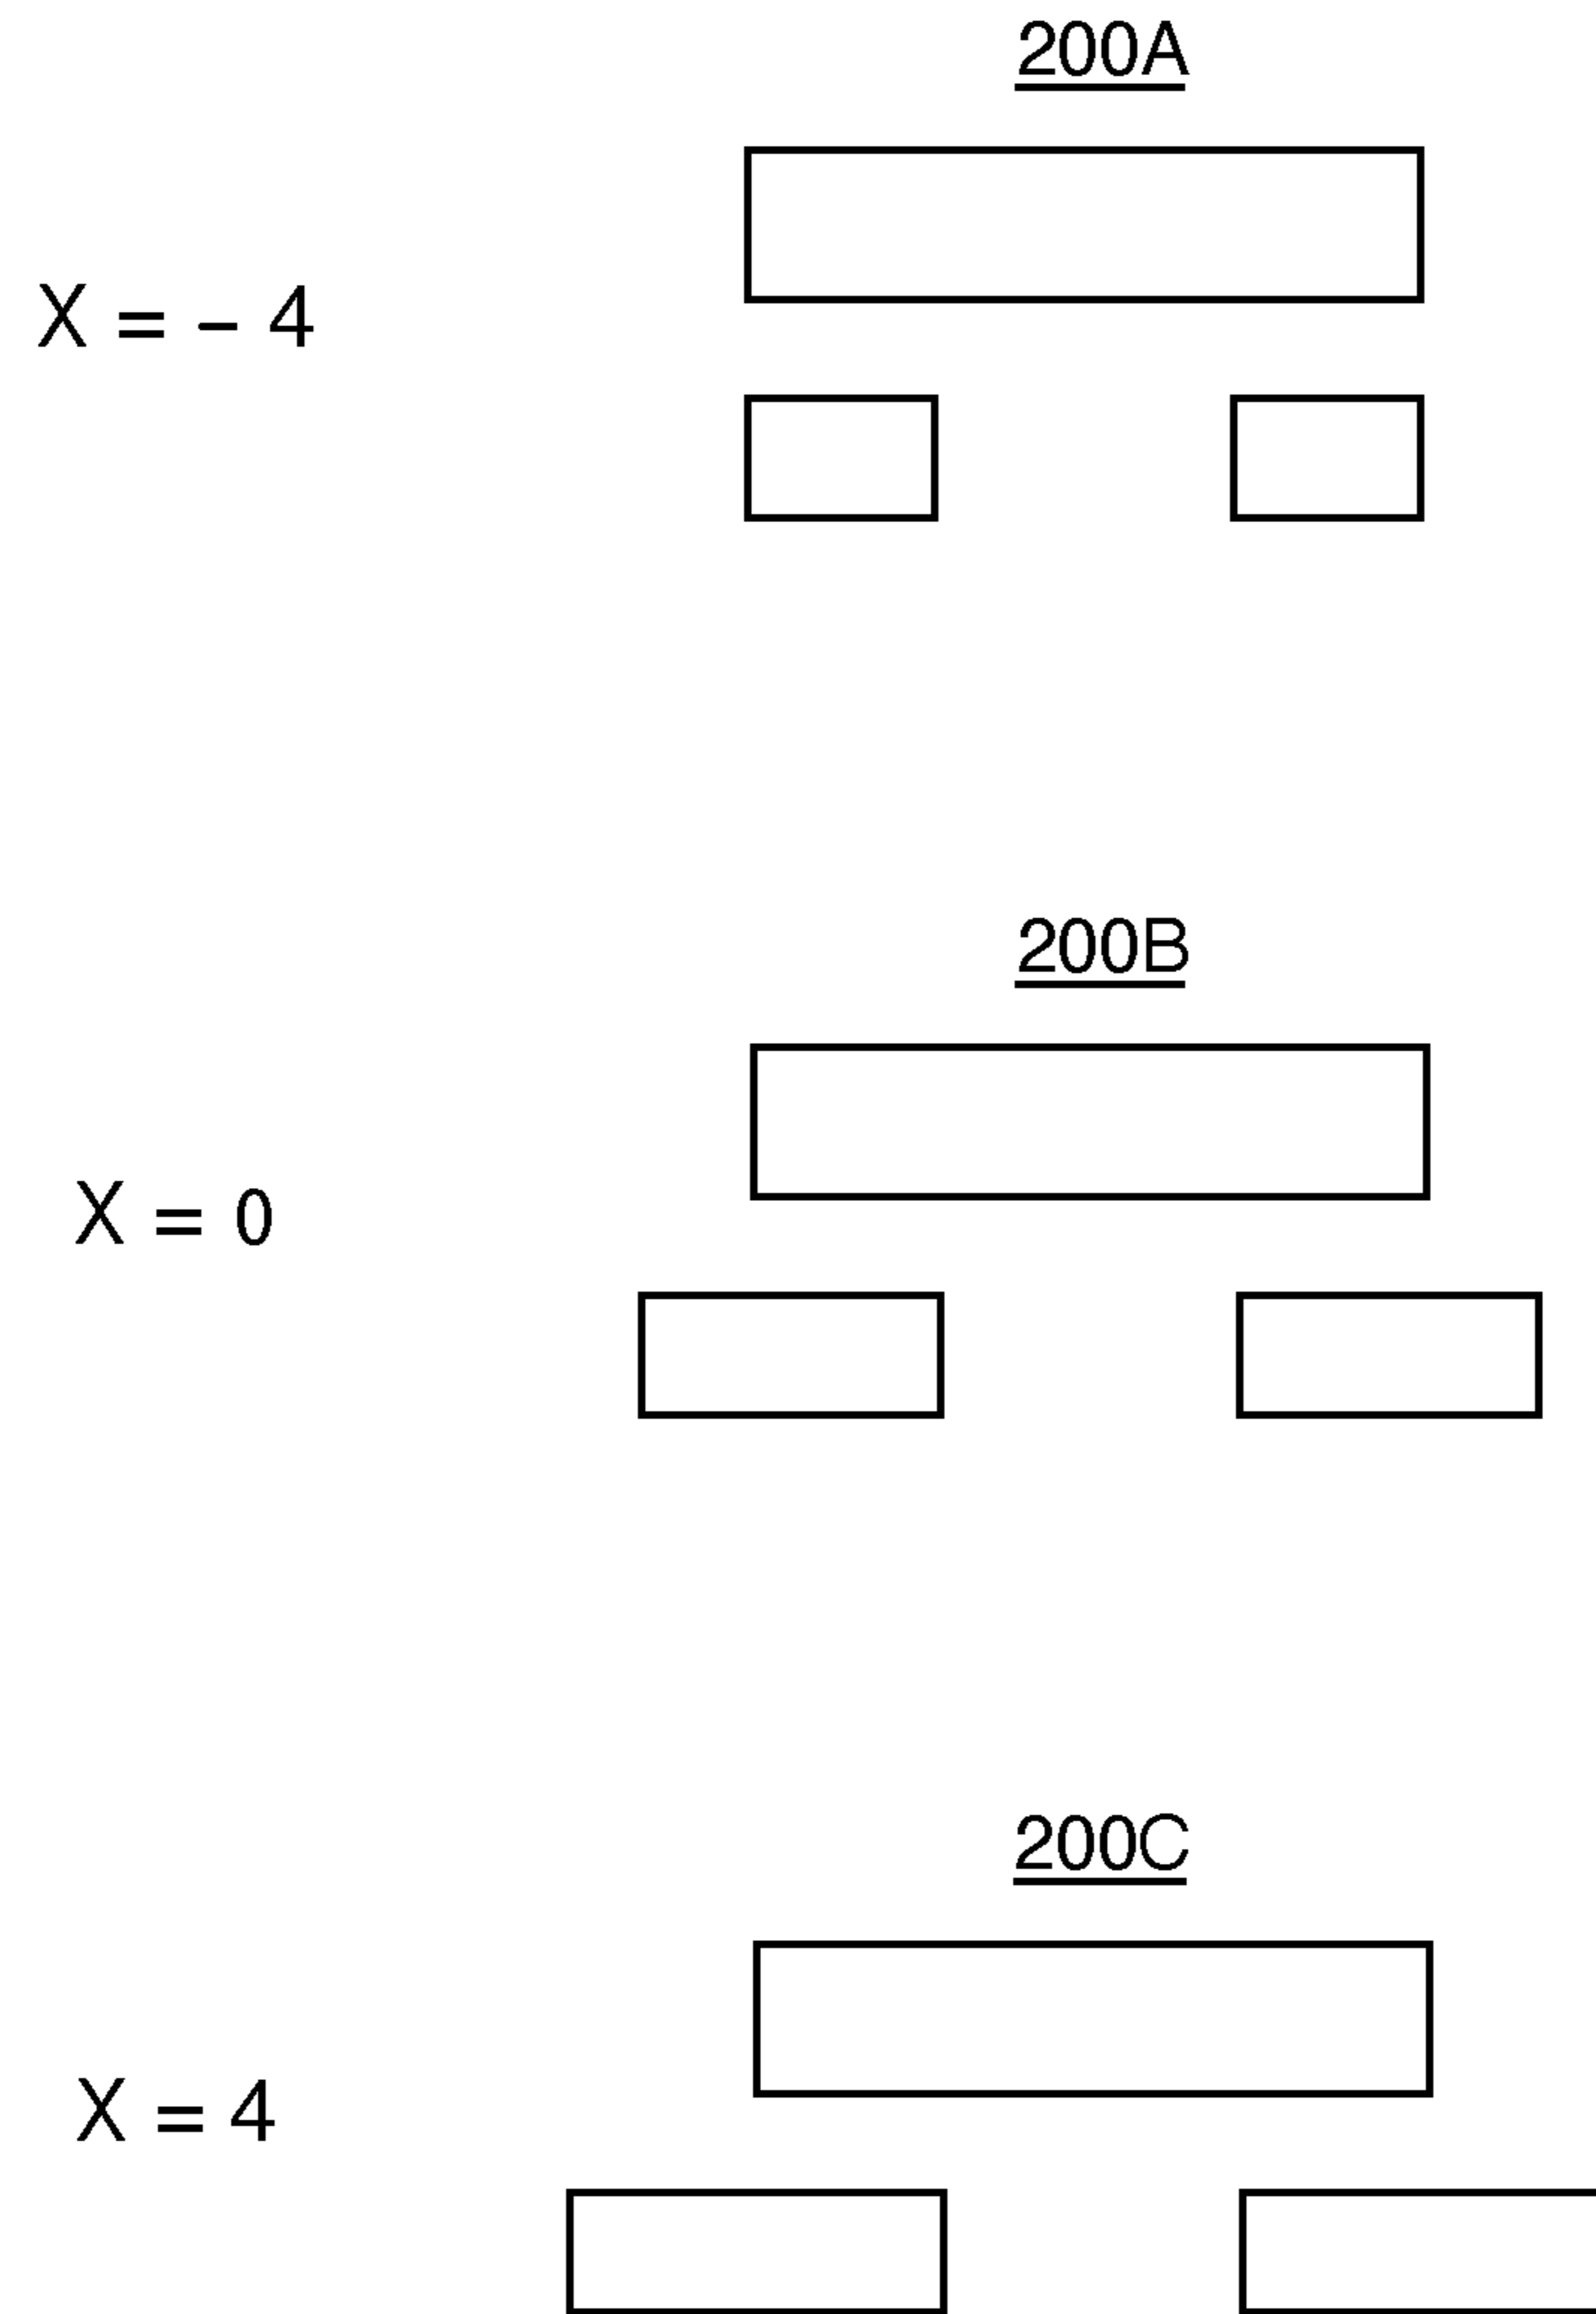 200A
X = – 4
200B
X = 0
200C
X = 4